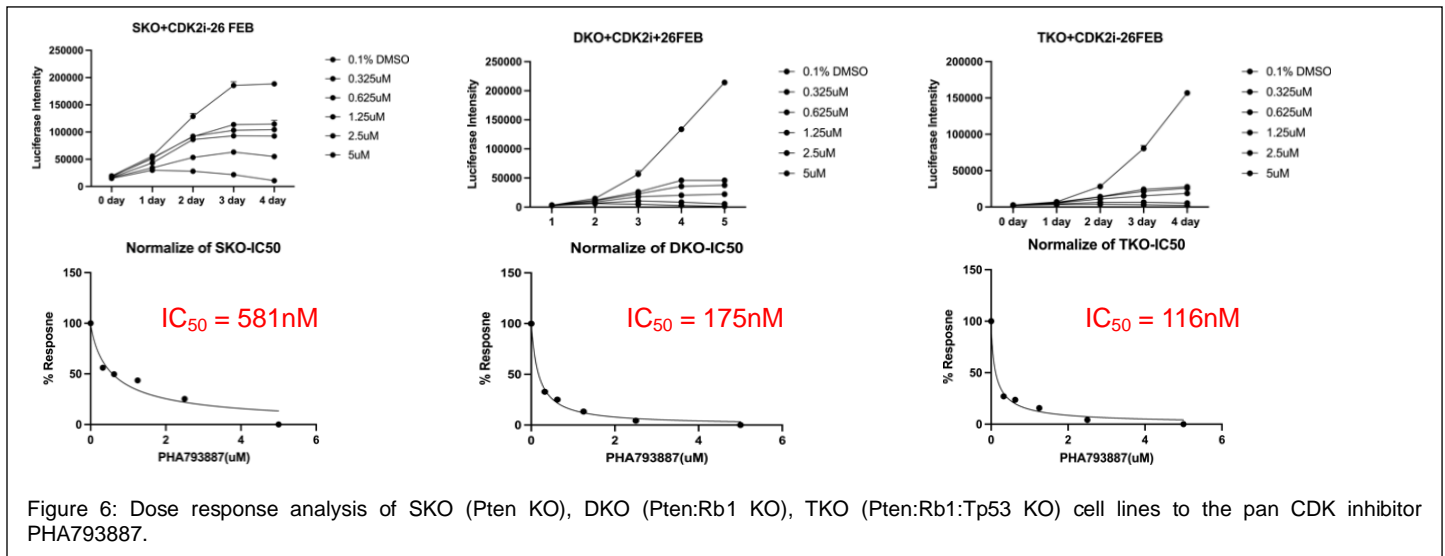 SKO+CDK2i-26 FEB
Luciferase Intensity
250000
200000
150000
100000
50000
0
0 day 1 day 2 day 3 day 4 day
0.1% DMSO
0.325uM
0.625uM
1.25uM
2.5uM
5uM
DKO+CDK2i+26FEB
Luciferase Intensity
250000
200000
150000
100000
50000
0
1 2 3 4 5
0.1% DMSO
0.325uM
0.625uM
1.25uM
2.5uM
5uM
TKO+CDK2i-26FEB
Luciferase Intensity
200000
150000
100000
50000
0
0 day 1 day 2 day 3 day 4 day
0.1% DMSO
0.325uM
0.625uM
1.25uM
2.5uM
5uM
Normalize of SKO-IC50
% Resposne
150
100
50
0
0 2 4 6
PHA793887(uM)
IC50 = 581nM
Normalize of DKO-IC50
% Resposne
150
100
50
0
0 2 4 6
PHA793887(uM)
IC50 = 175nM
Normalize of TKO-IC50
% Resposne
150
100
50
0
0 2 4 6
PHA793887(uM)
IC50 = 116nM
Figure 6: Dose response analysis of SKO (Pten KO), DKO (Pten:Rb1 KO), TKO (Pten:Rb1:Tp53 KO) cell lines to the pan CDK inhibitor
PHA793887.